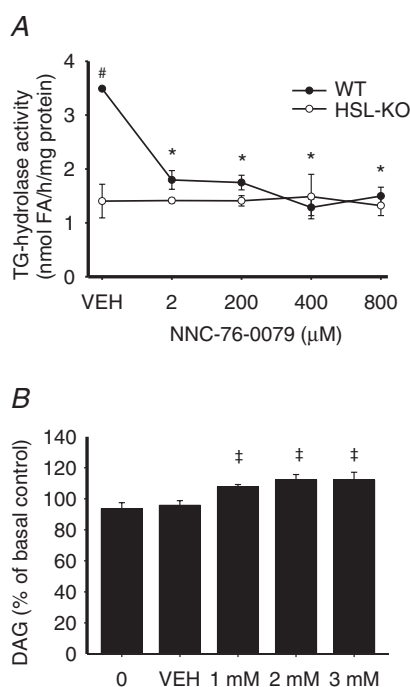 A
#
WT
HSL-KO
TG-hydrolase activity
(nmol FA/h/mg protein)
4
3
2
1
0
* * * *
VEH 2 200 400 800
NNC-76-0079 (μM)
B
DAG (% of basal control)
140
120
100
80
60
40
20
0
‡ ‡ ‡
0 VEH 1 mM 2 mM 3 mM